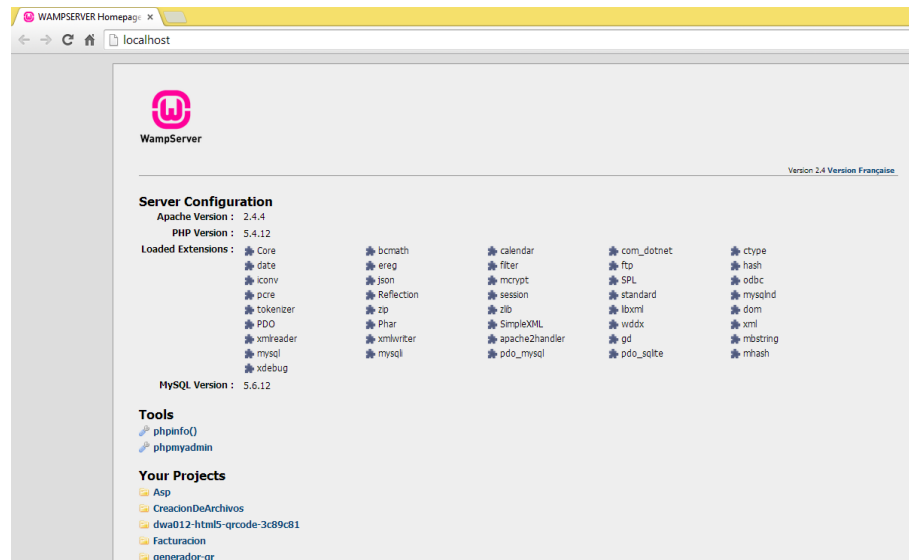 WAMPSERVER Homepage
localhost
WampServer
Version 2.4 Version Française
Server Configuration
Apache Version : 2.4.4
PHP Version : 5.4.12
Loaded Extensions : Core bcmath calendar com_dotnet ctype
date ereg filter ftp hash
iconv json mcrypt SPL odbc
pcre Reflection session standard mysqlnd
tokenizer zip zlib libxml dom
PDO Phar SimpleXML wddx xml
xmlreader xmlwriter apache2handler gd mbstring
mysql mysqli pdo_mysql pdo_sqlite mhash
xdebug
MySQL Version : 5.6.12
Tools
phpinfo()
phpmyadmin
Your Projects
Asp
CreacionDeArchivos
dwa012-html5-qrcode-3c89c81
Facturacion
generador-qr